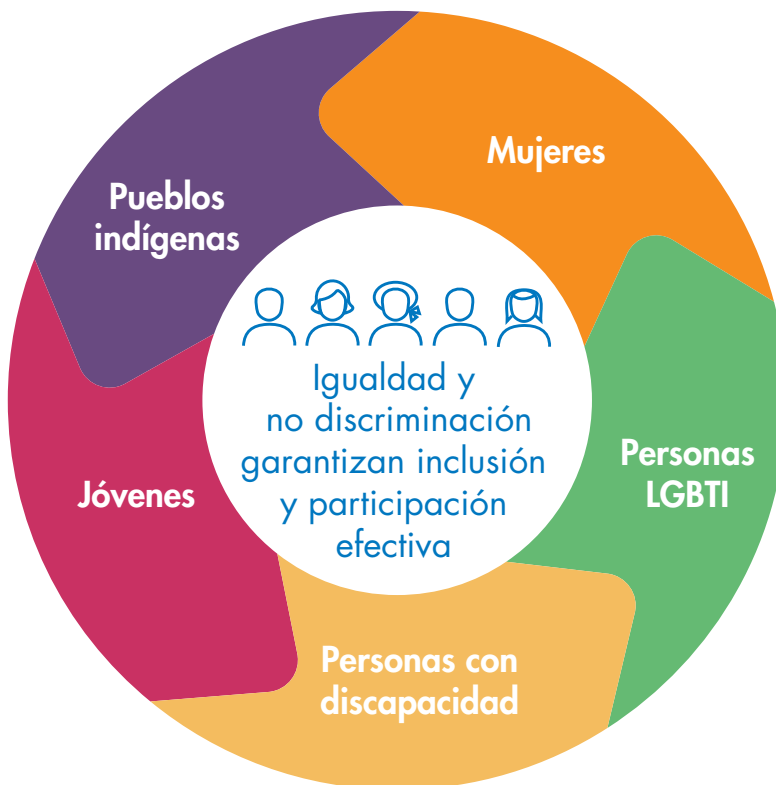 Mujeres
Pueblos
indígenas
Igualdad y
no discriminación
garantizan inclusión
y participación
efectiva
Personas
LGBTI
Jóvenes
Personas con
discapacidad